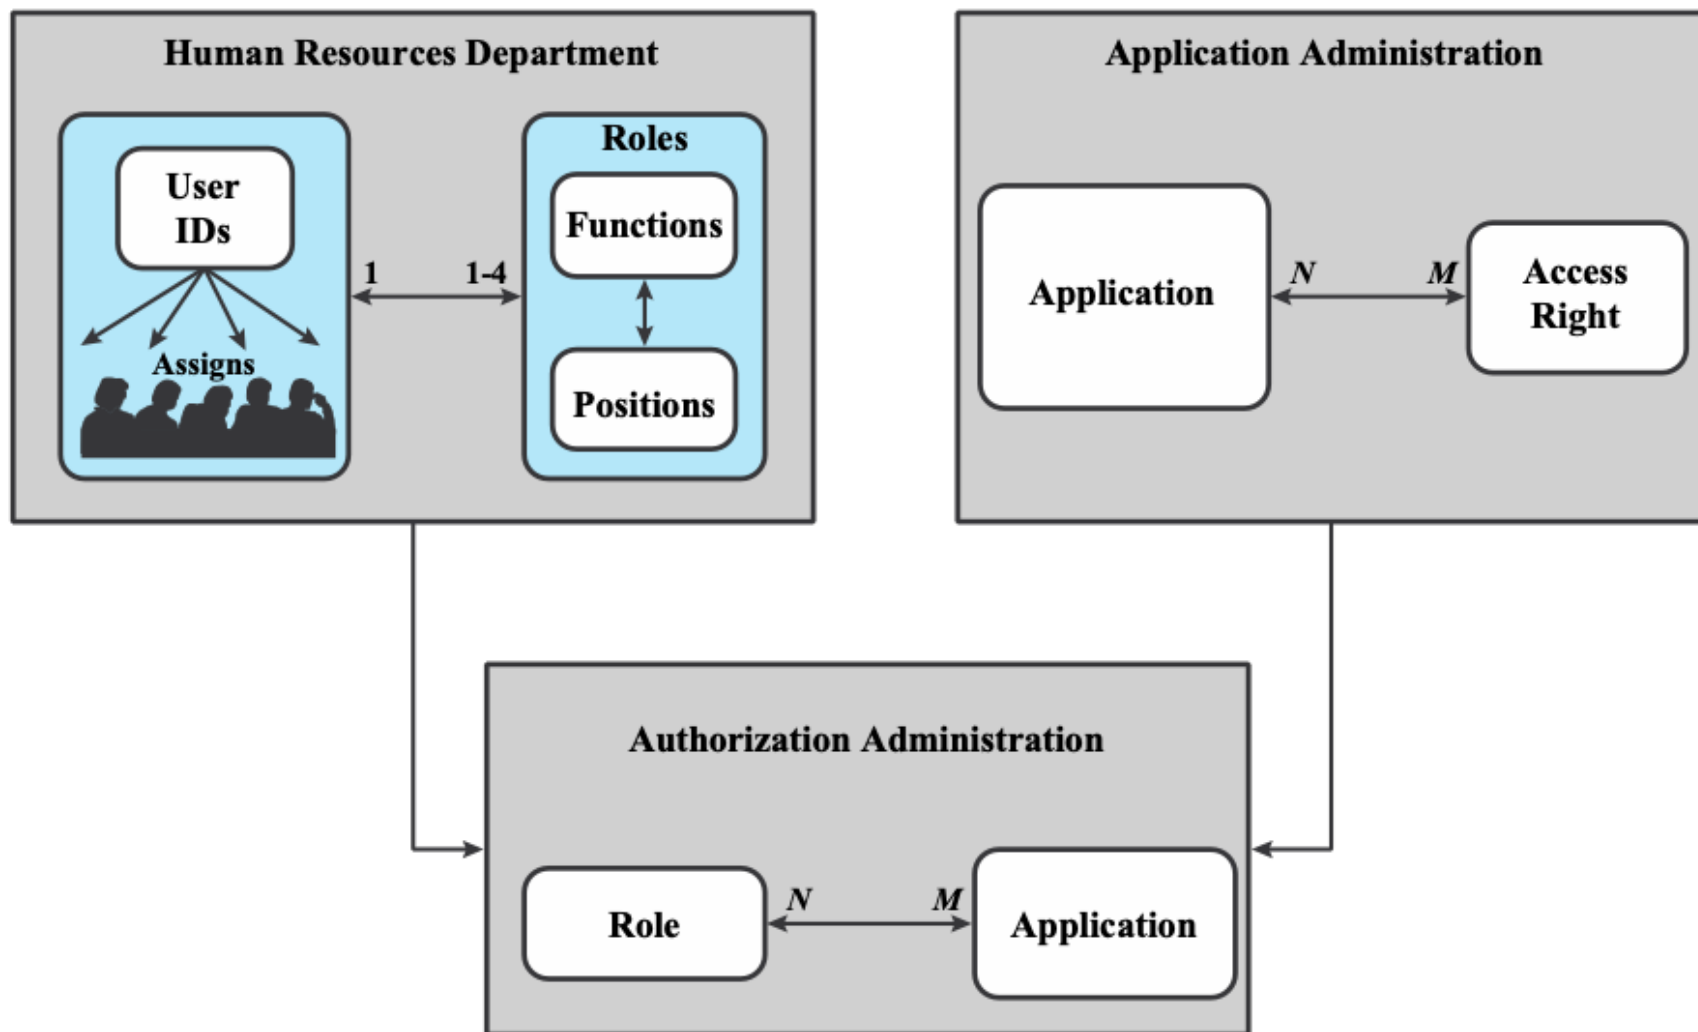 Human Resources Department
User
IDs
Assigns
1
1-4
Roles
Functions
Positions
Application Administration
Application
N
M
Access
Right
Authorization Administration
Role
N
M
Application